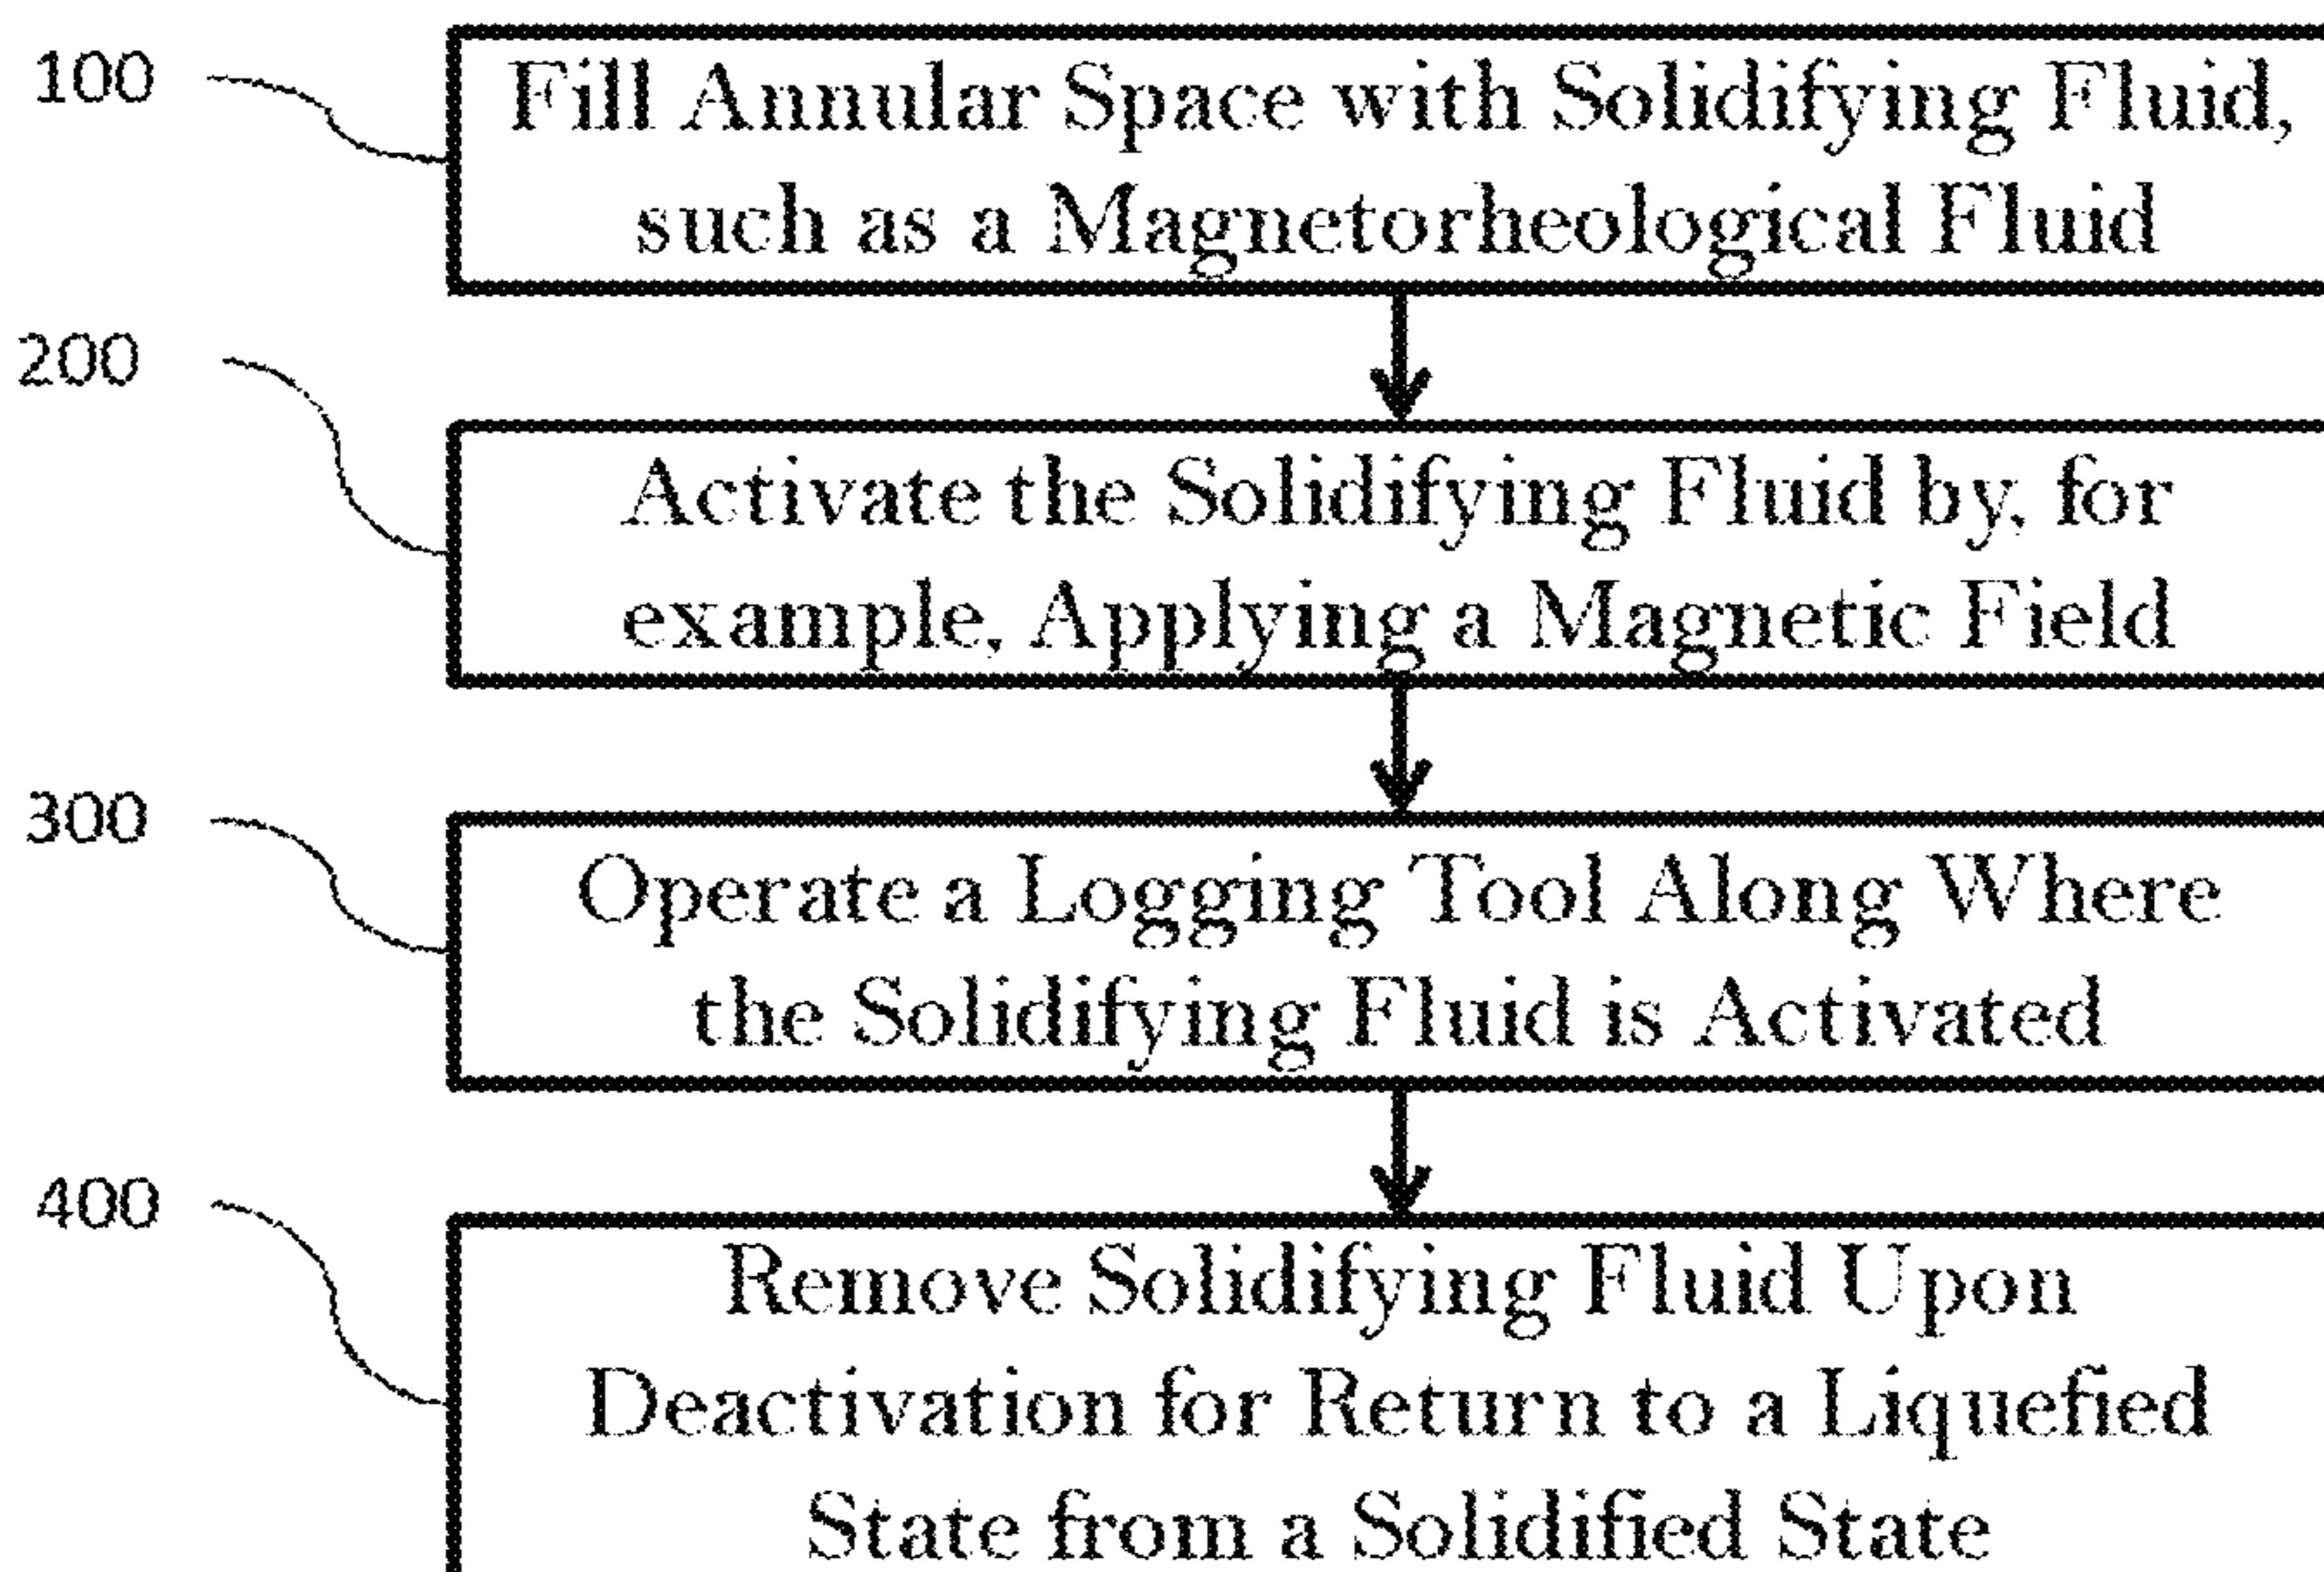 100
Fill Annular Space with Solidifying Fluid,
such as a Magnetorheological Fluid
200
Activate the Solidifying Fluid by, for
example, Applying a Magnetic Field
300
Operate a Logging Tool Along Where
the Solidifying Fluid is Activated
400
Remove Solidifying Fluid Upon
Deactivation for Return to a Liquefied
State from a Solidified State